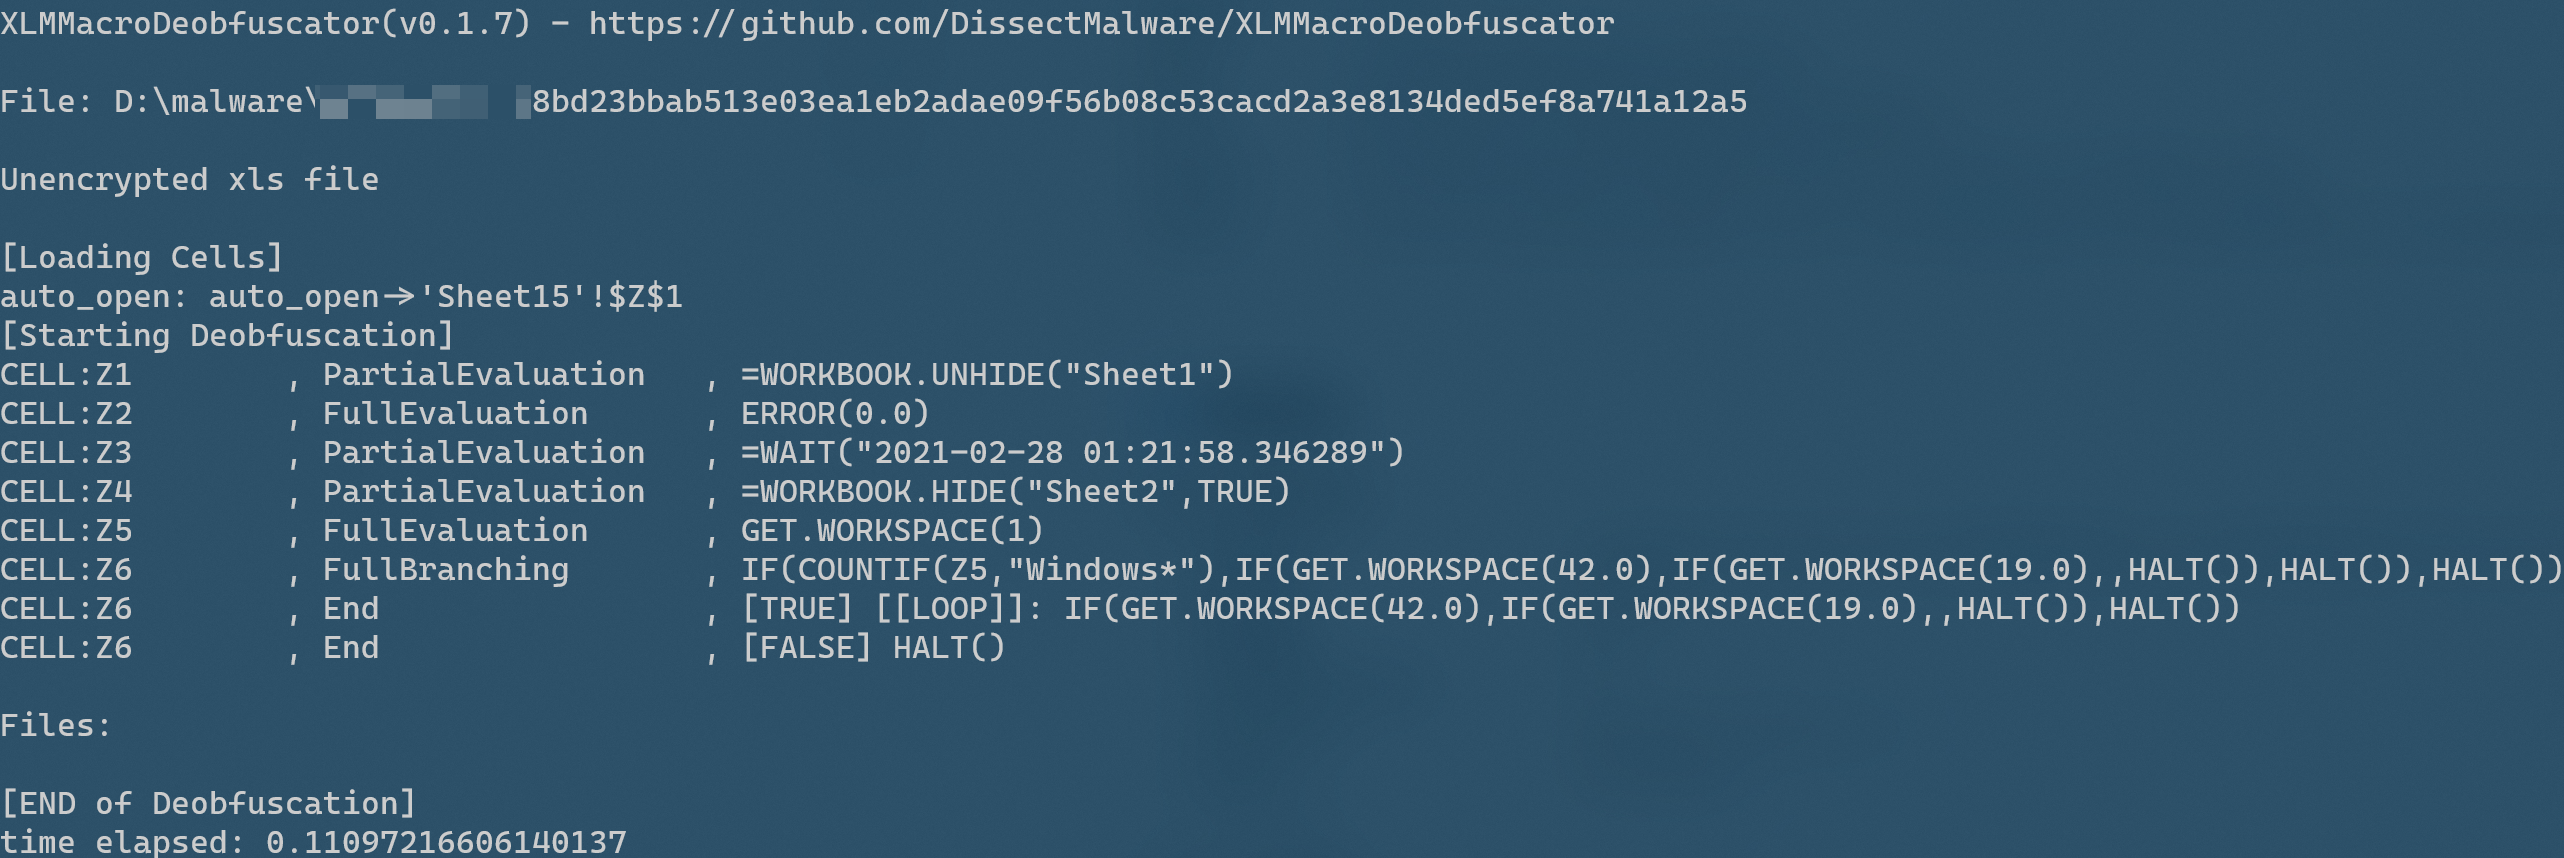 XLMMacroDeobfuscator(v0.1.7) - https://github.com/DissectMalware/XLMMacroDeobfuscator
File: D:\malware\ 8bd23bbab513e03ea1eb2adae09f56b08c53cacd2a3e8134ded5ef8a741a12a5
Unencrypted xls file
[Loading Cells]
auto_open: auto_open->'Sheet15'!$Z$1
[Starting Deobfuscation]
CELL:Z1 , PartialEvaluation , =WORKBOOK.UNHIDE("Sheet1")
CELL:Z2 , FullEvaluation , ERROR(0.0)
CELL:Z3 , PartialEvaluation , =WAIT("2021-02-28 01:21:58.346289")
CELL:Z4 , PartialEvaluation , =WORKBOOK.HIDE("Sheet2",TRUE)
CELL:Z5 , FullEvaluation , GET.WORKSPACE(1)
CELL:Z6 , FullBranching , IF(COUNTIF(Z5,"Windows*"),IF(GET.WORKSPACE(42.0),IF(GET.WORKSPACE(19.0),,HALT()),HALT()),HALT())
CELL:Z6 , End , [TRUE] [[LOOP]]: IF(GET.WORKSPACE(42.0),IF(GET.WORKSPACE(19.0),,HALT()),HALT())
CELL:Z6 , End , [FALSE] HALT()
Files:
[END of Deobfuscation]
time elapsed: 0.11097216606140137